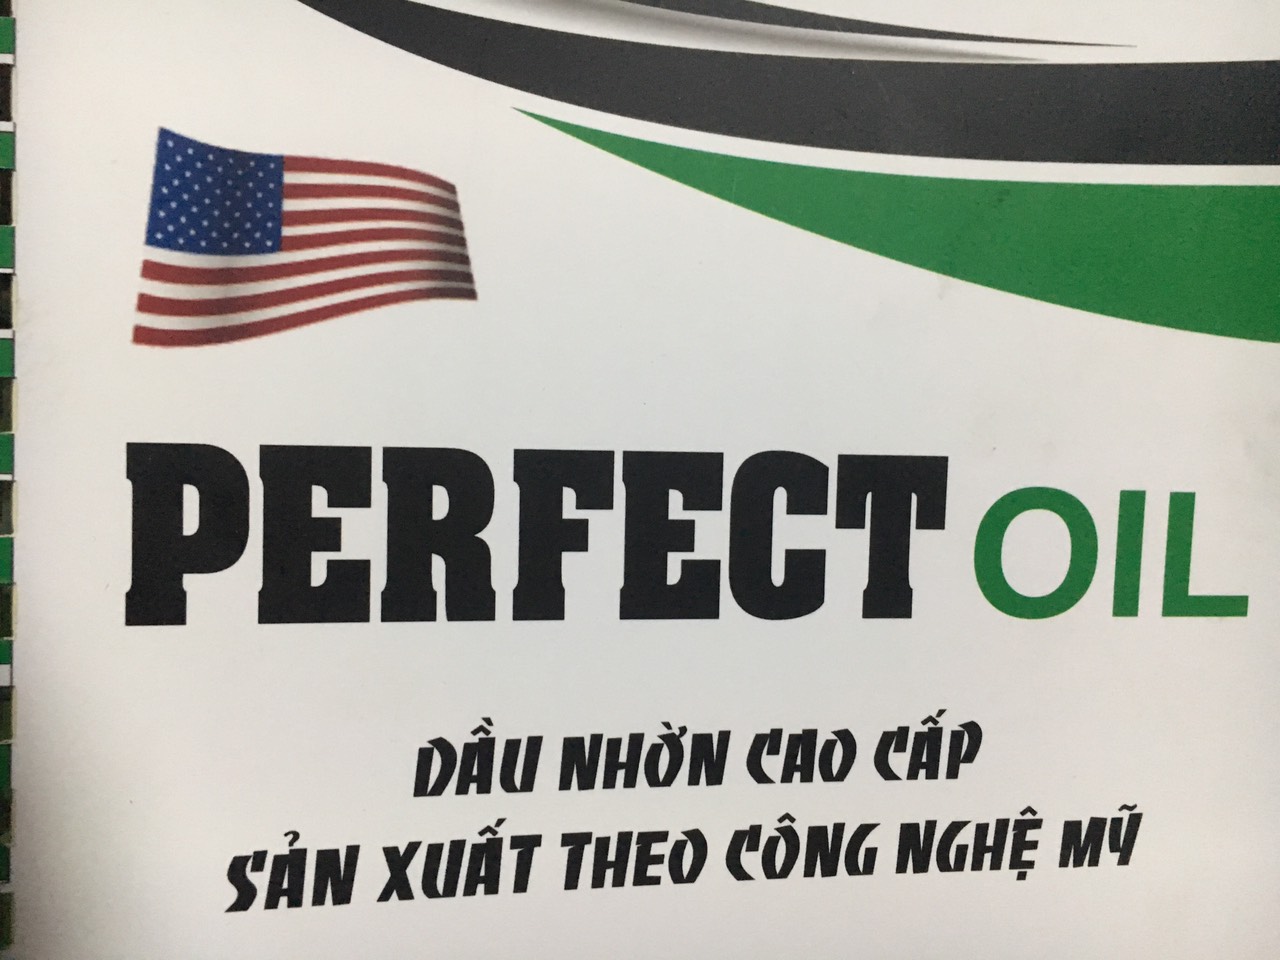 PERFECT OIL
DẦU NHỜN CAO CẤP
SẢN XUẤT THEO CÔNG NGHỆ MỸ